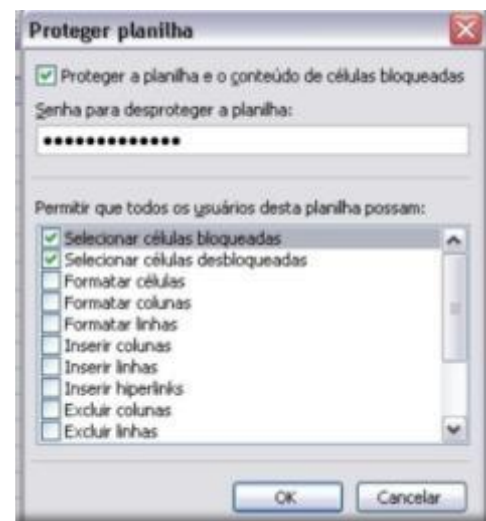 Proteger planilha
Proteger a planilha e o conteúdo de células bloqueadas
Senha para desproteger a planilha:
•••••••••••••
Permitir que todos os usuários desta planilha possam:
Selecionar células bloqueadas
Selecionar células desbloqueadas
Formatar células
Formatar colunas
Formatar linhas
Inserir colunas
Inserir linhas
Inserir hiperlinks
Excluir colunas
Excluir linhas
OK Cancelar